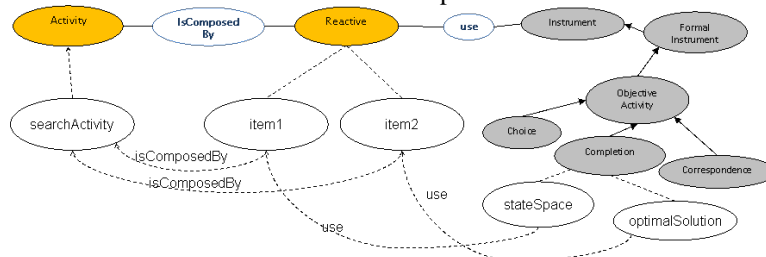 Activity
IsComposed
By
Reactive
use
Instrument
Formal
Instrument
Objective
Activity
searchActivity
item1
item2
Choice
Completion
Correspondence
isComposedBy
isComposedBy
use
stateSpace
optimalSolution
use